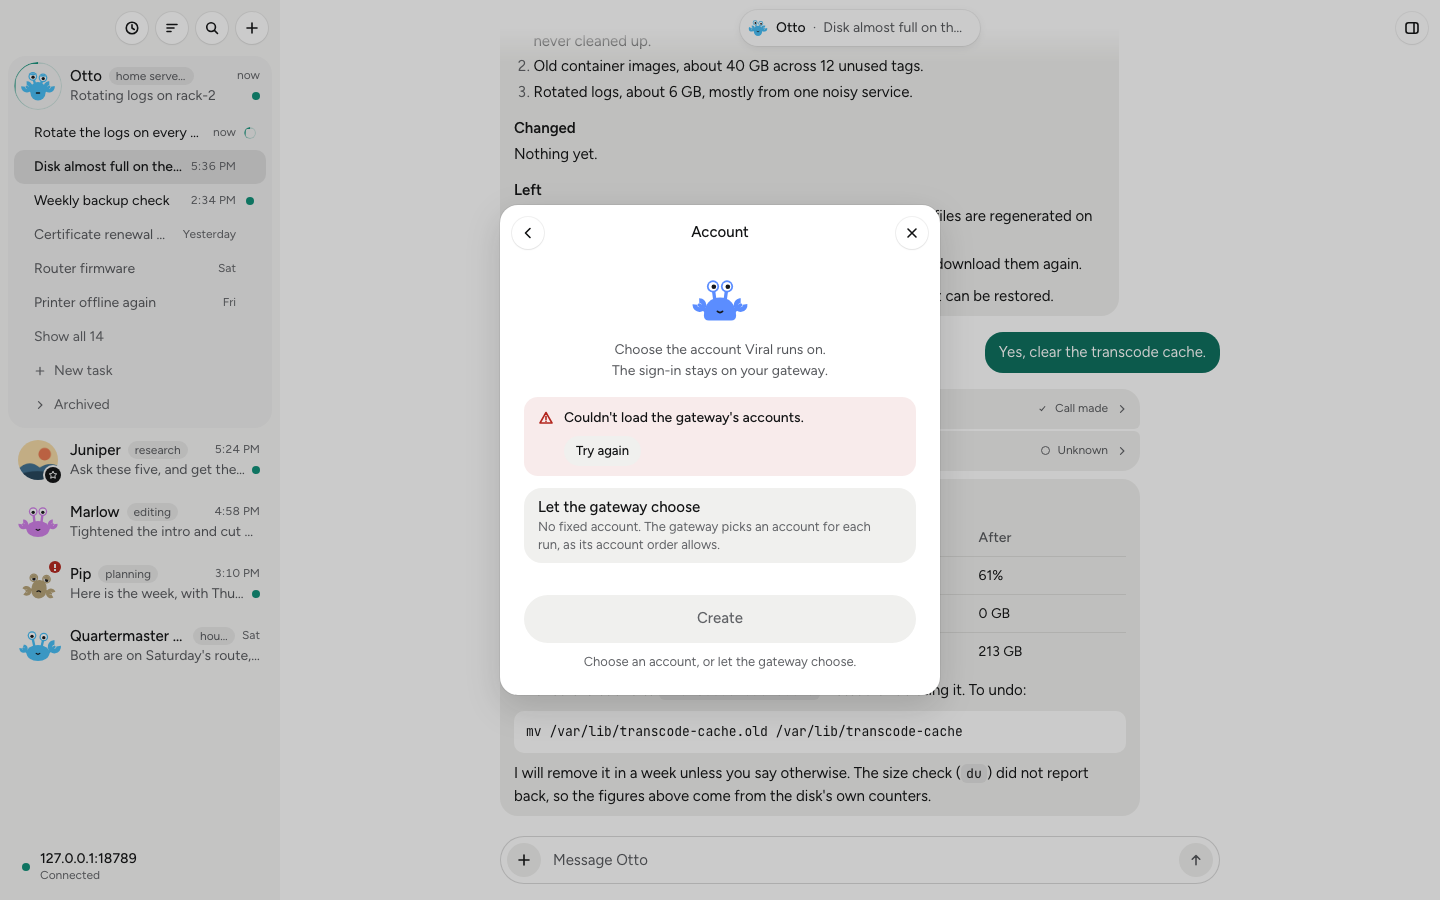 Otto
home serve...
now
Rotating logs on rack-2
Rotate the logs on every ...
now
Disk almost full on the...
5:36 PM
Weekly backup check
2:34 PM
Certificate renewal ...
Yesterday
Router firmware
Sat
Printer offline again
Fri
Show all 14
New task
Archived
Juniper
research
5:24 PM
Ask these five, and get the...
Marlow
editing
4:58 PM
Tightened the intro and cut ...
Pip
planning
3:10 PM
Here is the week, with Thu...
Quartermaster ...
hou...
Sat
Both are on Saturday's route,...
127.0.0.1:18789
Connected
Otto · Disk almost full on th...
never cleaned up.
2. Old container images, about 40 GB across 12 unused tags.
3. Rotated logs, about 6 GB, mostly from one noisy service.
Changed
Nothing yet.
Left
files are regenerated on
download them again.
can be restored.
Yes, clear the transcode cache.
Call made
Unknown
After
61%
0 GB
213 GB
it. To undo:
mv /var/lib/transcode-cache.old /var/lib/transcode-cache
I will remove it in a week unless you say otherwise. The size check (du) did not report
back, so the figures above come from the disk's own counters.
Message Otto
Account
Choose the account Viral runs on.
The sign-in stays on your gateway.
Couldn't load the gateway's accounts.
Try again
Let the gateway choose
No fixed account. The gateway picks an account for each
run, as its account order allows.
Create
Choose an account, or let the gateway choose.